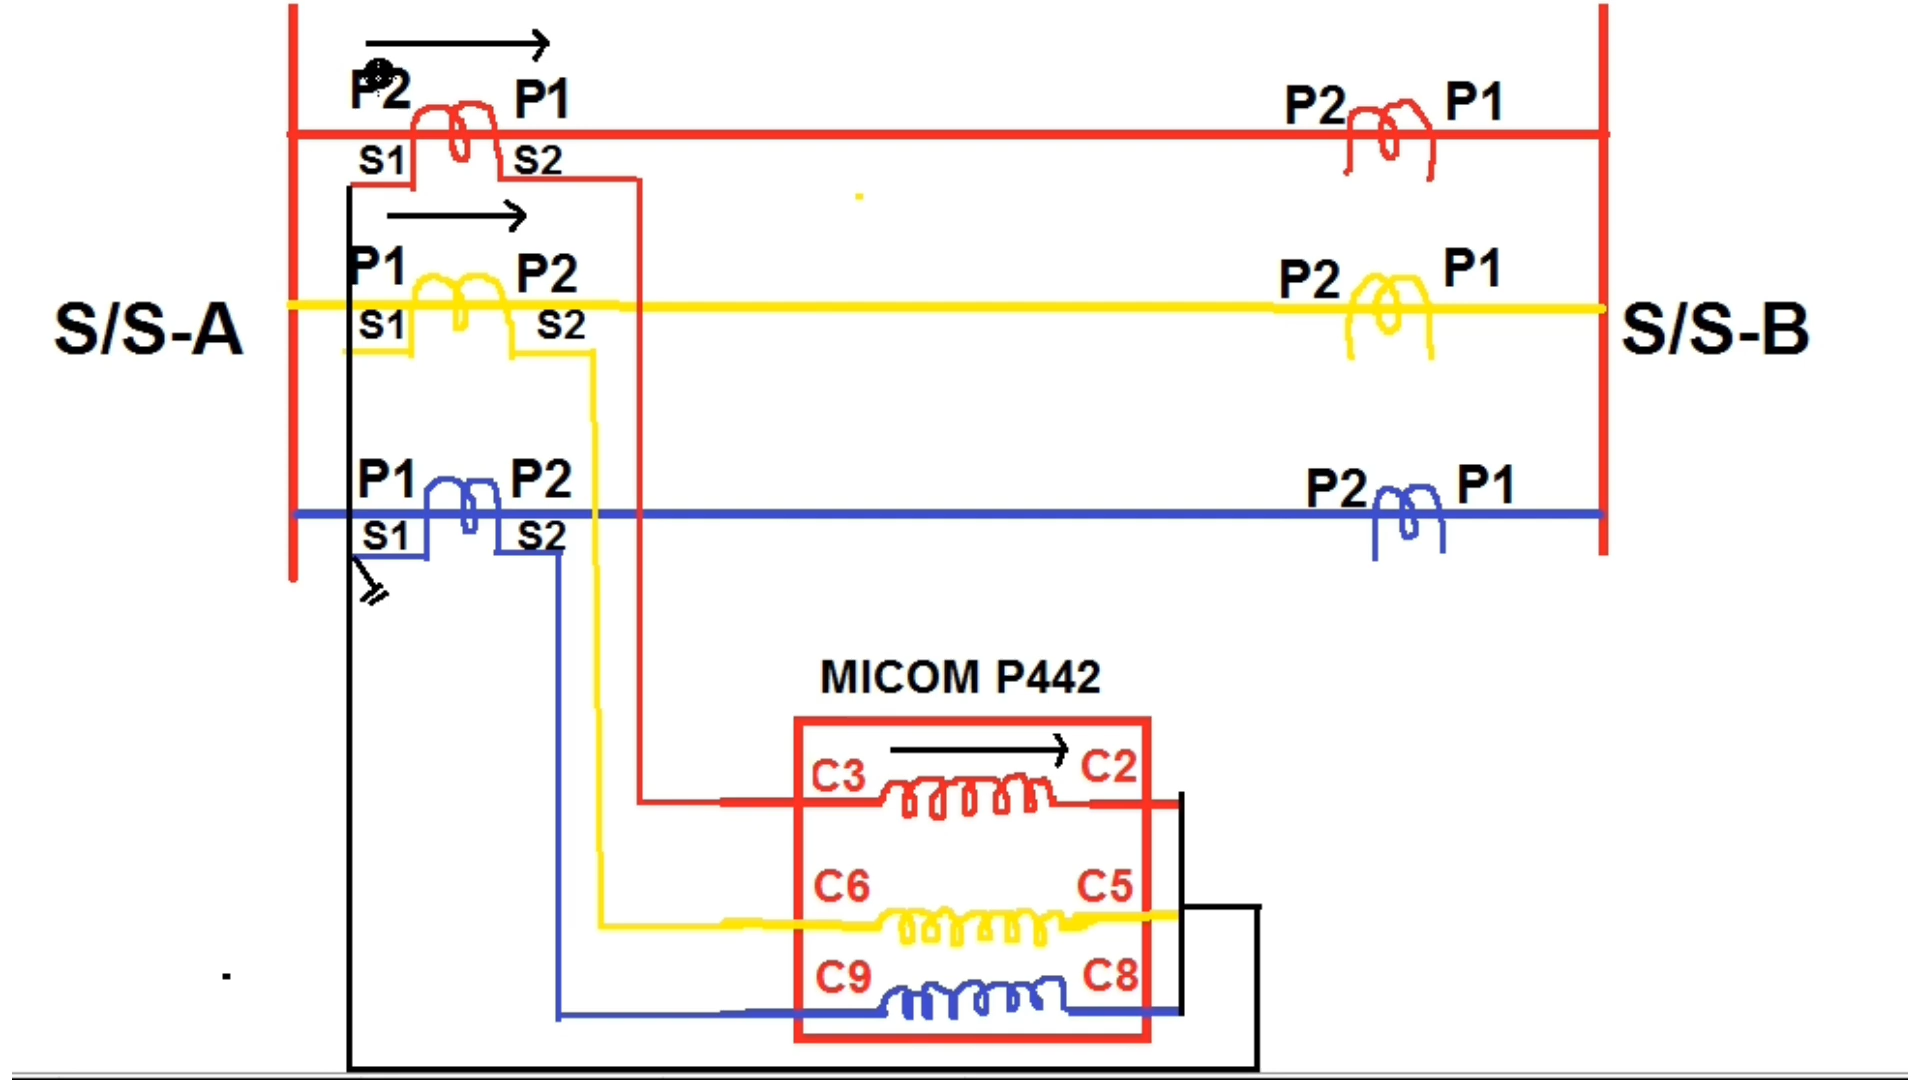 P2 P1
P2 P1
S1 S2
P1 P2
P2 P1
S/S-A
S1 S2
S/S-B
P1 P2
P2 P1
S1 S2
MICOM P442
C3 C2
C6 C5
C9 C8